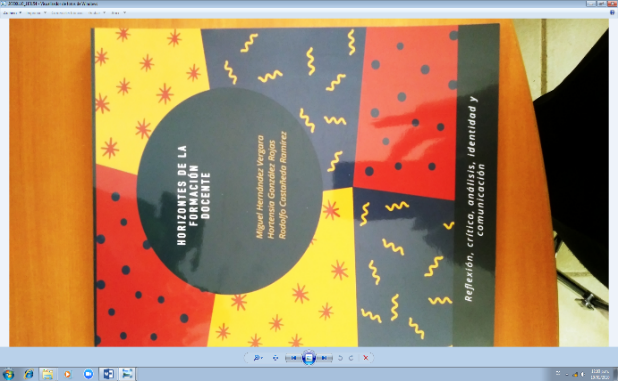 HORIZONTES DE LA
FORMACIÓN
DOCENTE
Miguel Hernández Vergara
Hortensia González Rojas
Rodolfo Castañeda Ramírez
Reflexión, crítica, análisis, identidad y
comunicación